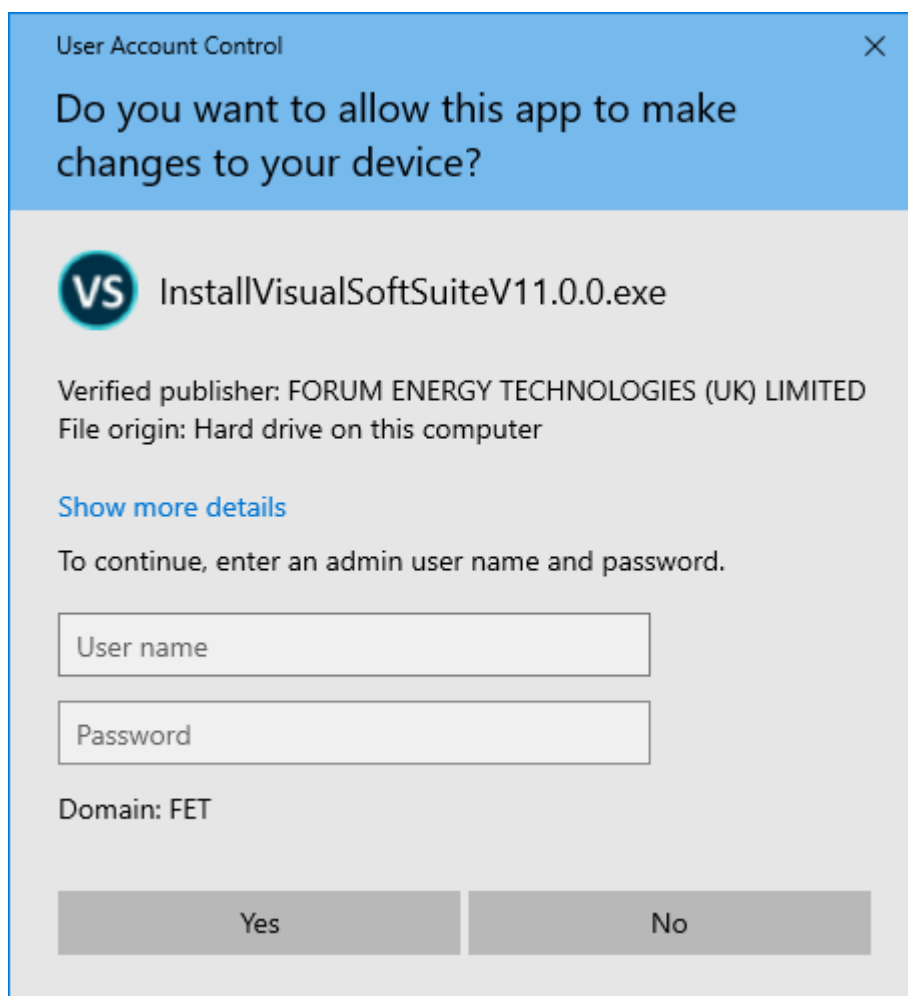 User Account Control
Do you want to allow this app to make
changes to your device?
VS
InstallVisualSoftSuiteV11.0.0.exe
Verified publisher: FORUM ENERGY TECHNOLOGIES (UK) LIMITED
File origin: Hard drive on this computer
Show more details
To continue, enter an admin user name and password.
User name
Password
Domain: FET
Yes
No